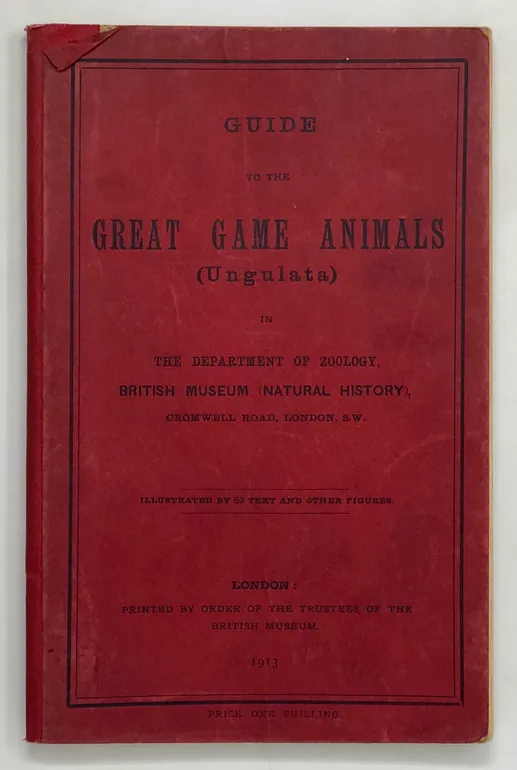 GUIDE
TO THE
GREAT GAME ANIMALS
(Ungulata)
IN
THE DEPARTMENT OF ZOOLOGY,
BRITISH MUSEUM (NATURAL HISTORY),
CROMWELL ROAD, LONDON, S.W.
ILLUSTRATED BY 63 TEXT AND OTHER FIGURES.
LONDON:
PRINTED BY ORDER OF THE TRUSTEES OF THE
BRITISH MUSEUM.
1913.
PRICE ONE SHILLING.